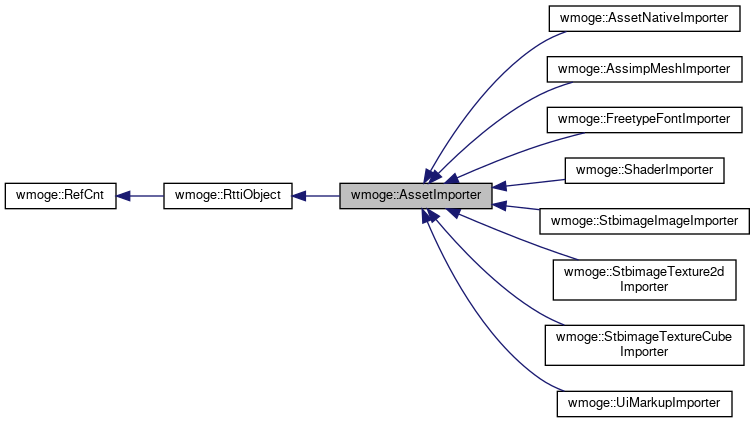 wmoge::AssetNativeImporter
wmoge::AssimpMeshImporter
wmoge::FreetypeFontImporter
wmoge::ShaderImporter
wmoge::RefCnt
wmoge::RttiObject
wmoge::AssetImporter
wmoge::StbimageImageImporter
wmoge::StbimageTexture2d
Importer
wmoge::StbimageTextureCube
Importer
wmoge::UiMarkupImporter